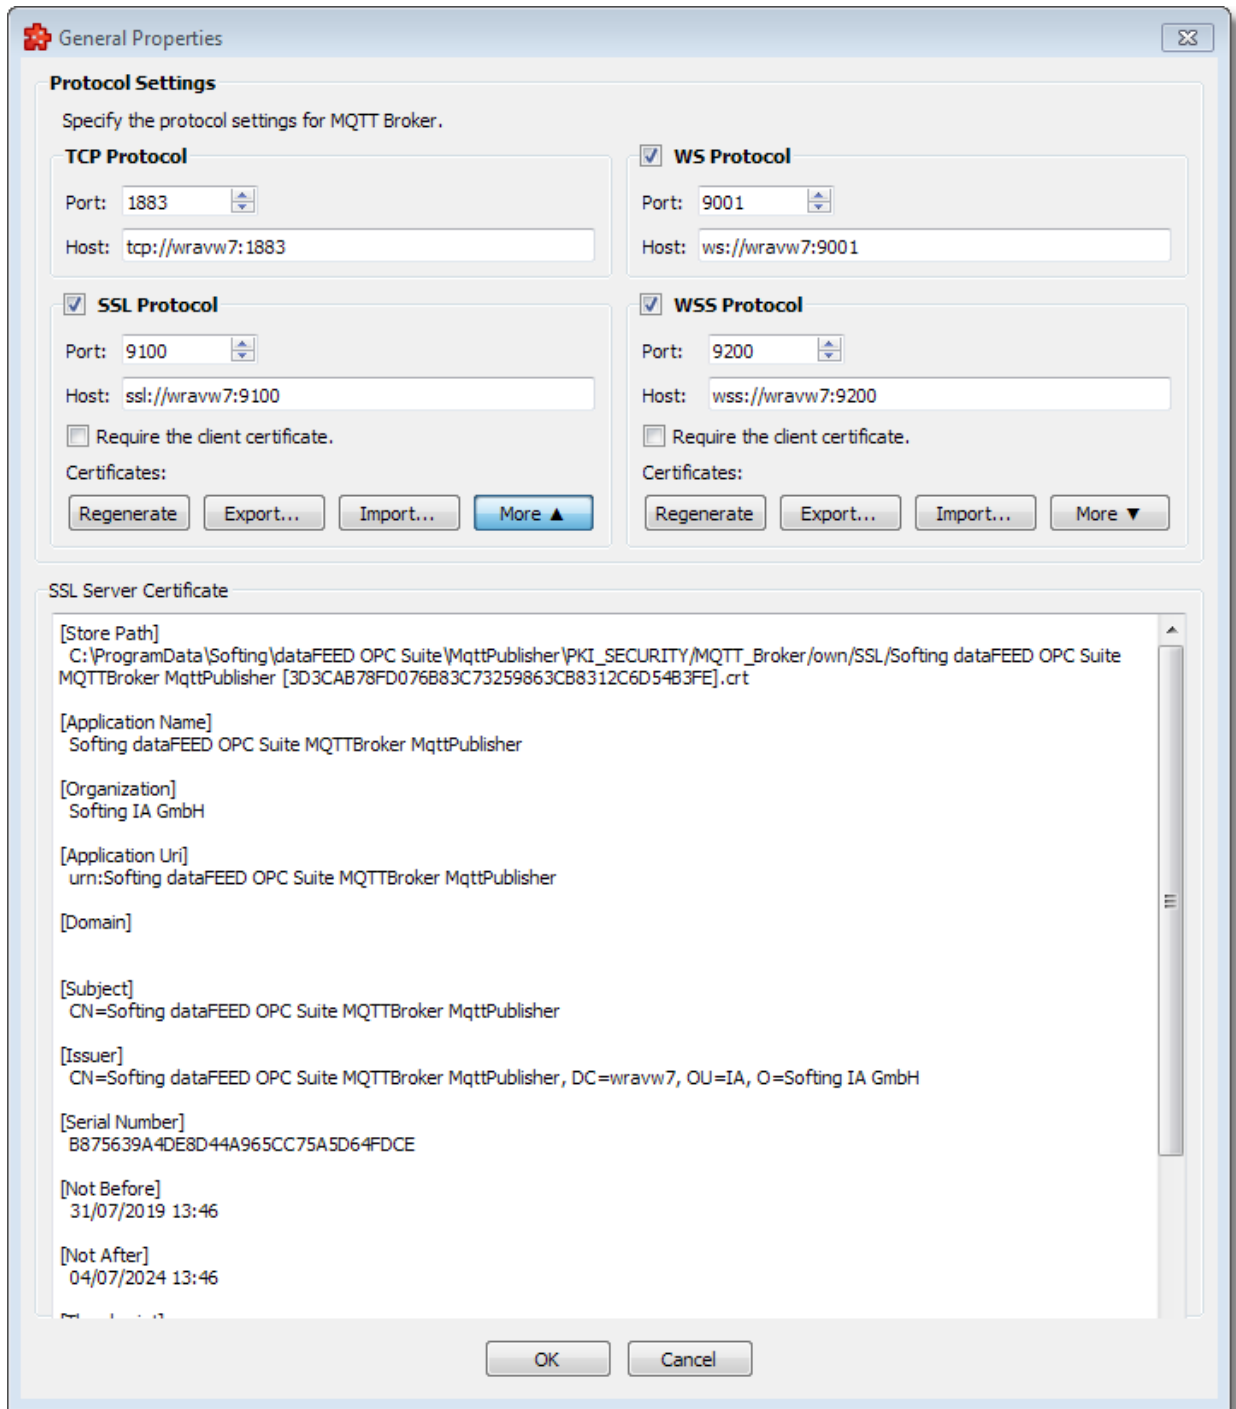 General Properties
Protocol Settings
Specify the protocol settings for MQTT Broker.
TCP Protocol
Port: 1883
Host: tcp://wravw7:1883
WS Protocol
Port: 9001
Host: ws://wravw7:9001
SSL Protocol
Port: 9100
Host: ssl://wravw7:9100
Require the client certificate.
Certificates:
Regenerate Export... Import... More ▲
WSS Protocol
Port: 9200
Host: wss://wravw7:9200
Require the client certificate.
Certificates:
Regenerate Export... Import... More ▼
SSL Server Certificate
[Store Path]
C:\ProgramData\Softing\dataFEED OPC Suite\MqttPublisher\PKI_SECURITY/MQTT_Broker/own/SSL/Softing dataFEED OPC Suite
MQTTBroker MqttPublisher [3D3CAB78FD076B83C73259863CB8312C6D54B3FE].crt
[Application Name]
Softing dataFEED OPC Suite MQTTBroker MqttPublisher
[Organization]
Softing IA GmbH
[Application Uri]
urn:Softing dataFEED OPC Suite MQTTBroker MqttPublisher
[Domain]
[Subject]
CN=Softing dataFEED OPC Suite MQTTBroker MqttPublisher
[Issuer]
CN=Softing dataFEED OPC Suite MQTTBroker MqttPublisher, DC=wravw7, OU=IA, O=Softing IA GmbH
[Serial Number]
B875639A4DE8D44A965CC75A5D64FDCE
[Not Before]
31/07/2019 13:46
[Not After]
04/07/2024 13:46
OK Cancel